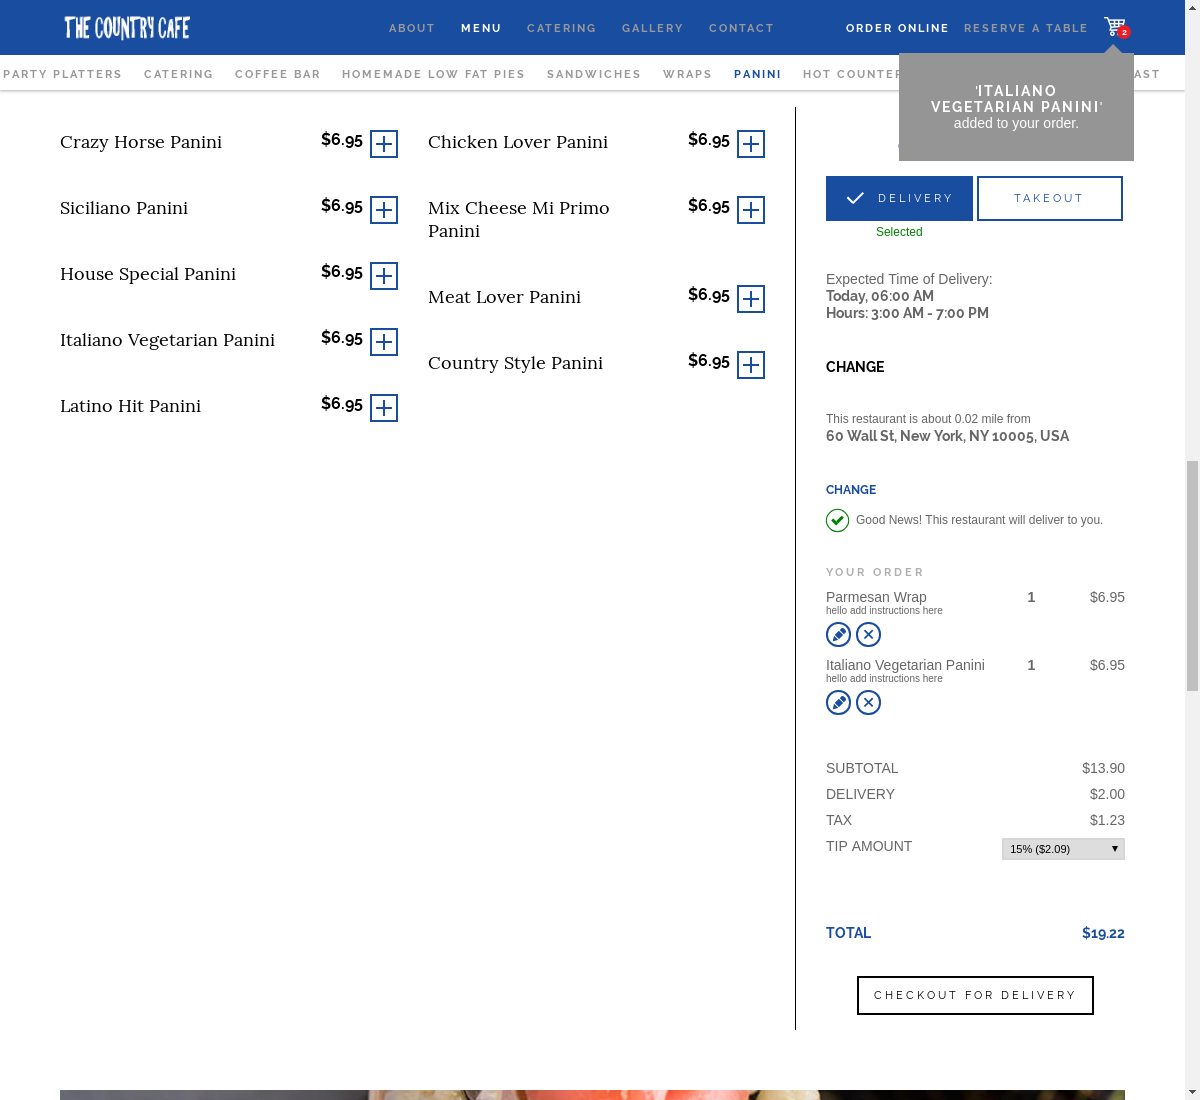 THE COUNTRY CAFE
ABOUT MENU CATERING GALLERY CONTACT ORDER ONLINE RESERVE A TABLE 2
PARTY PLATTERS CATERING COFFEE BAR HOMEMADE LOW FAT PIES SANDWICHES WRAPS PANINI HOT COUNTER AST
'ITALIANO
VEGETARIAN PANINI'
added to your order.
Crazy Horse Panini $6.95
Siciliano Panini $6.95
House Special Panini $6.95
Italiano Vegetarian Panini $6.95
Latino Hit Panini $6.95
Chicken Lover Panini $6.95
Mix Cheese Mi Primo $6.95
Panini
Meat Lover Panini $6.95
Country Style Panini $6.95
DELIVERY TAKEOUT
Selected
Expected Time of Delivery:
Today, 06:00 AM
Hours: 3:00 AM - 7:00 PM
CHANGE
This restaurant is about 0.02 mile from
60 Wall St, New York, NY 10005, USA
CHANGE
Good News! This restaurant will deliver to you.
YOUR ORDER
Parmesan Wrap 1 $6.95
hello add instructions here
Italiano Vegetarian Panini 1 $6.95
hello add instructions here
SUBTOTAL $13.90
DELIVERY $2.00
TAX $1.23
TIP AMOUNT 15% ($2.09)
TOTAL $19.22
CHECKOUT FOR DELIVERY